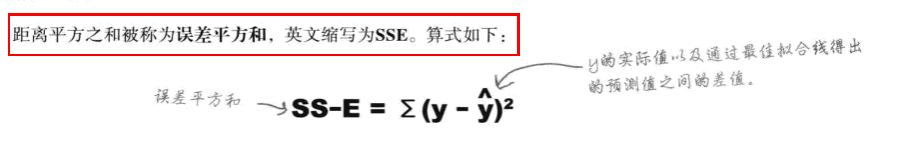 距离平方之和被称为误差平方和，英文缩写为SSE。算式如下：
y的实际值以及通过最佳拟合线得出
的预测值之间的差值。
误差平方和
SS-E = Σ(y - ŷ)²